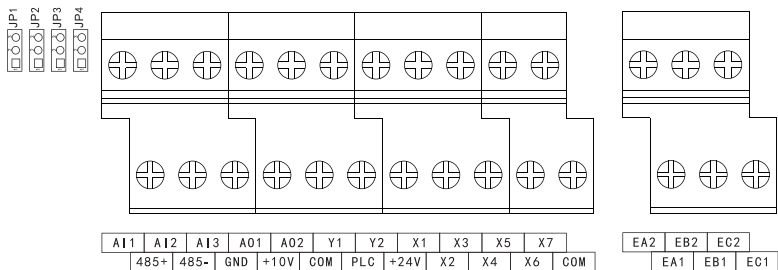 JP1 JP2 JP3 JP4
AI1 AI2 AI3 AO1 AO2 Y1 Y2 X1 X3 X5 X7
485+ 485- GND +10V COM PLC +24V X2 X4 X6 COM
EA2 EB2 EC2
EA1 EB1 EC1